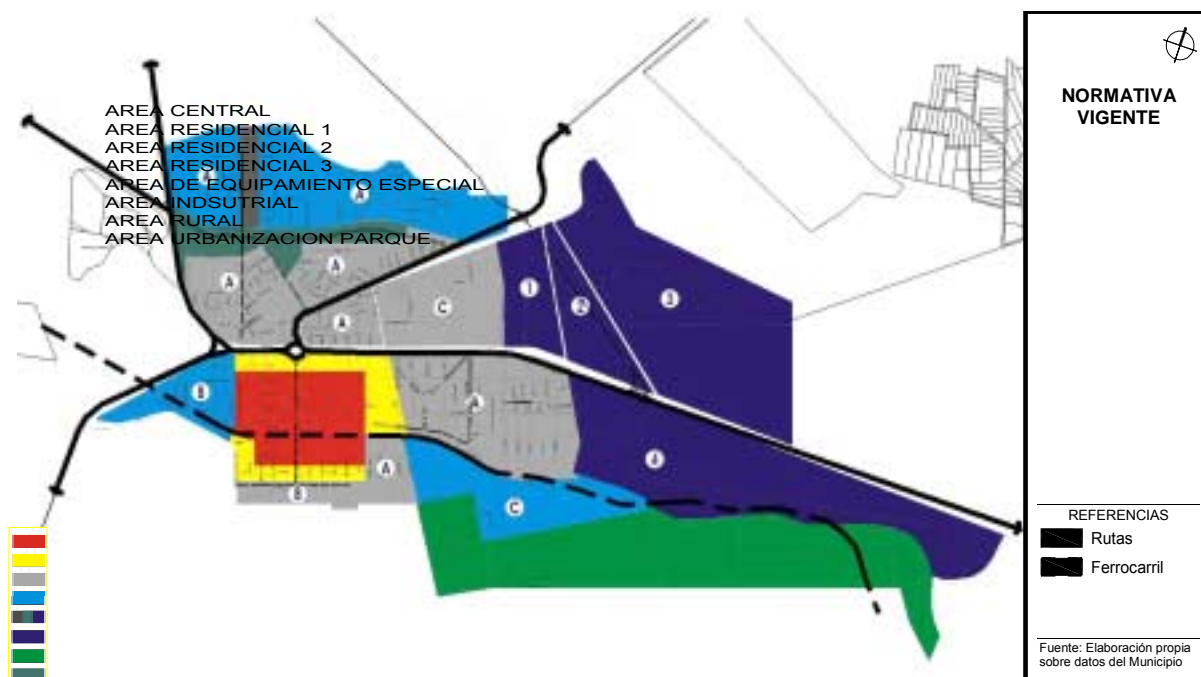 AREA CENTRAL
AREA RESIDENCIAL 1
AREA RESIDENCIAL 2
AREA RESIDENCIAL 3
AREA DE EQUIPAMIENTO ESPECIAL
AREA INDSUTRIAL
AREA RURAL
AREA URBANIZACION PARQUE
A
A
A
A
A
C
1
2
3
B
A
A
B
4
C
NORMATIVA
VIGENTE
REFERENCIAS
Rutas
Ferrocarril
Fuente: Elaboración propia
sobre datos del Municipio